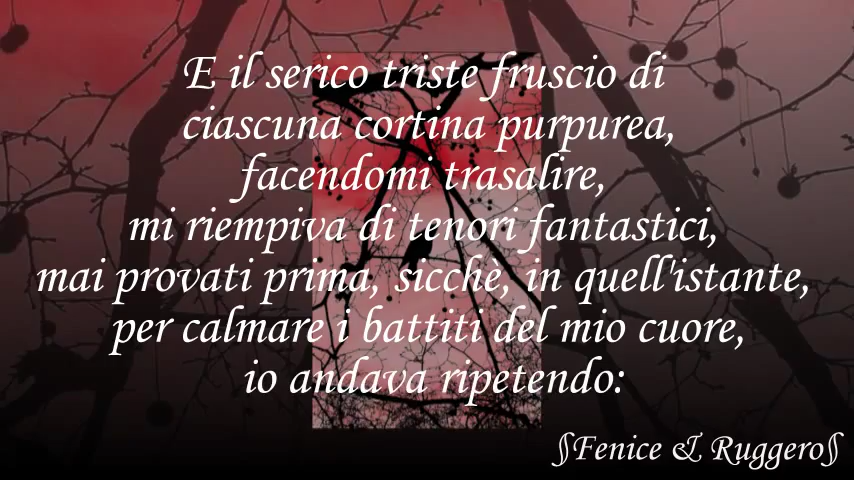 E il serico triste fruscio di
ciascuna cortina purpurea,
facendomi trasalire,
mi riempiva di tenori fantastici,
mai provati prima, sicchè, in quell'istante,
per calmare i battiti del mio cuore,
io andava ripetendo:
§Fenice & Ruggero§